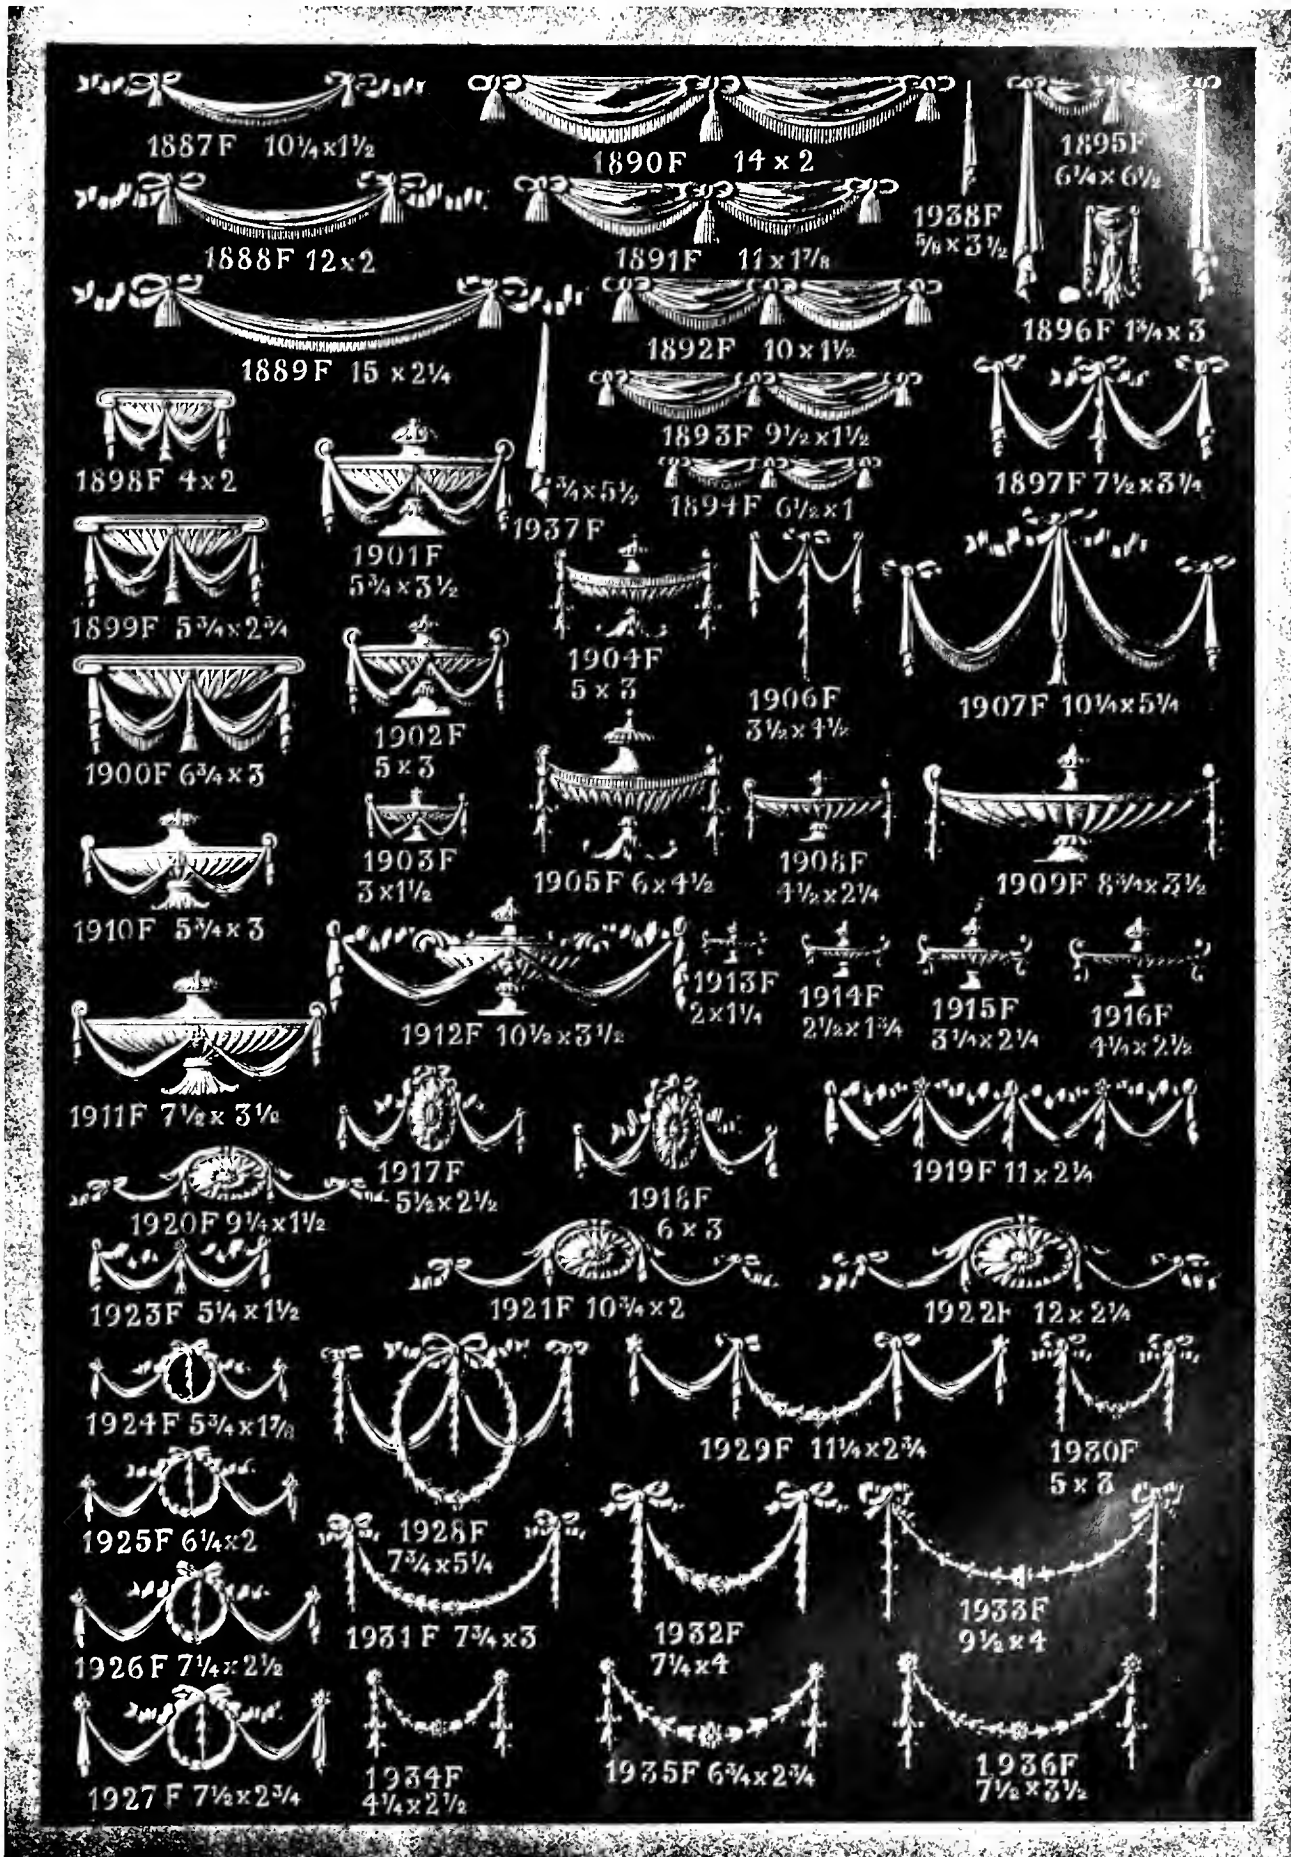 1887F 10¼x1½
1890F 14x2
1895F
6¼x6½
1888F 12x2
1891F 11x1⅞
1938F
⅝x3½
1889F 15x2¼
1892F 10x1½
1896F 1¾x3
1898F 4x2
1893F 9½x1½
1897F 7½x3¼
1894F 6½x1
¾x5½
1937F
1901F
5¾x3½
1899F 5¾x2¾
1904F
5x3
1906F
3½x4½
1907F 10¼x5¼
1900F 6¾x3
1902F
5x3
1903F
3x1½
1905F 6x4½
1908F
4½x2¼
1909F 8¾x3½
1910F 5¾x3
1912F 10½x3½
1913F
2x1¼
1914F
2½x1¾
1915F
3¼x2¼
1916F
4¼x2½
1911F 7½x3½
1917F
5½x2½
1918F
6x3
1919F 11x2¼
1920F 9¼x1½
1923F 5¼x1½
1921F 10¾x2
1922F 12x2¼
1924F 5¾x1⅞
1928F
7¾x5¼
1929F 11¼x2¾
1930F
5x3
1925F 6¼x2
1931F 7¾x3
1932F
7¼x4
1933F
9½x4
1926F 7¼x2½
1927F 7½x2¾
1934F
4¼x2½
1935F 6¾x2¾
1936F
7½x3½